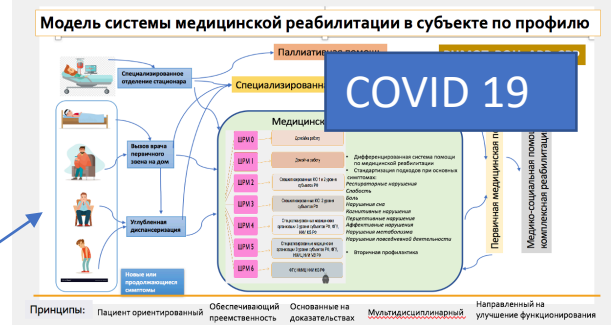 Модель системы медицинской реабилитации в субъекте по профилю
Паллиативная помощь
Специализированное
отделение стационара
Специализированна
COVID 19
Медицинск
Вызов врача
первичного
звена на дом
Углубленная
диспансеризация
Новые или
продолжающиеся
симптомы
ШРМ 0
ШРМ 1
ШРМ 2
ШРМ 3
ШРМ 4
ШРМ 5
ШРМ 6
• Дифференцированная система помощи
по медицинской реабилитации
• Стандартизация подходов при основных
симптомах:
Респираторные нарушения
Слабость
Боль
Нарушения сна
Когнитивные нарушения
Перцептивные нарушения
Аффективные нарушения
Нарушения метаболизма
Нарушения повседневной деятельности
• Вторичная профилактика
Первичная медицинская по
Медико-социальная помощ
комплексная реабилитаци
Принципы:
Пациент ориентированный
Обеспечивающий
преемственность
Основанные на
доказательствах
Мультидисциплинарный
Направленный на
улучшение функционирования